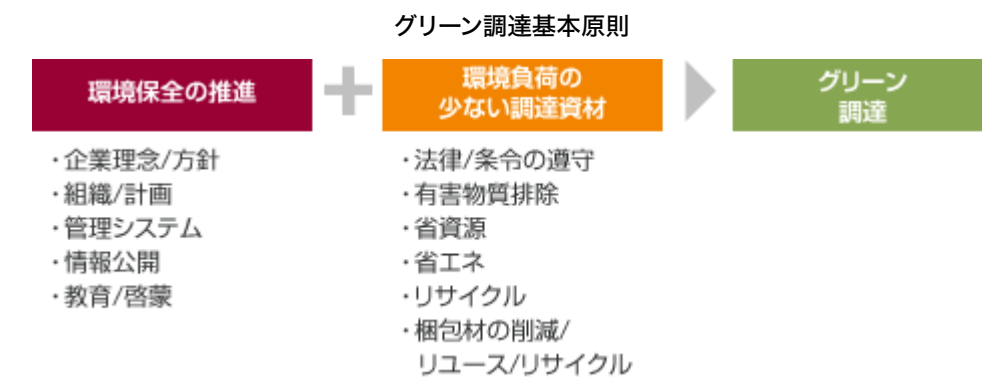 グリーン調達基本原則
環境保全の推進
・企業理念/方針
・組織/計画
・管理システム
・情報公開
・教育/啓蒙
環境負荷の
少ない調達資材
・法律/条令の遵守
・有害物質排除
・省資源
・省エネ
・リサイクル
・梱包材の削減/
リユース/リサイクル
グリーン
調達